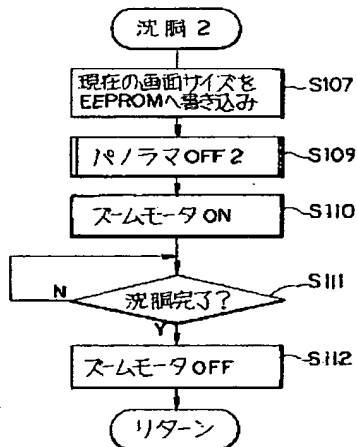 洗胴2
現在の画面サイズを
EEPROMへ書き込み
S107
パノラマOFF2
S109
ズームモータON
S110
洗胴完了?
S111
N
Y
ズームモータOFF
S112
リターン